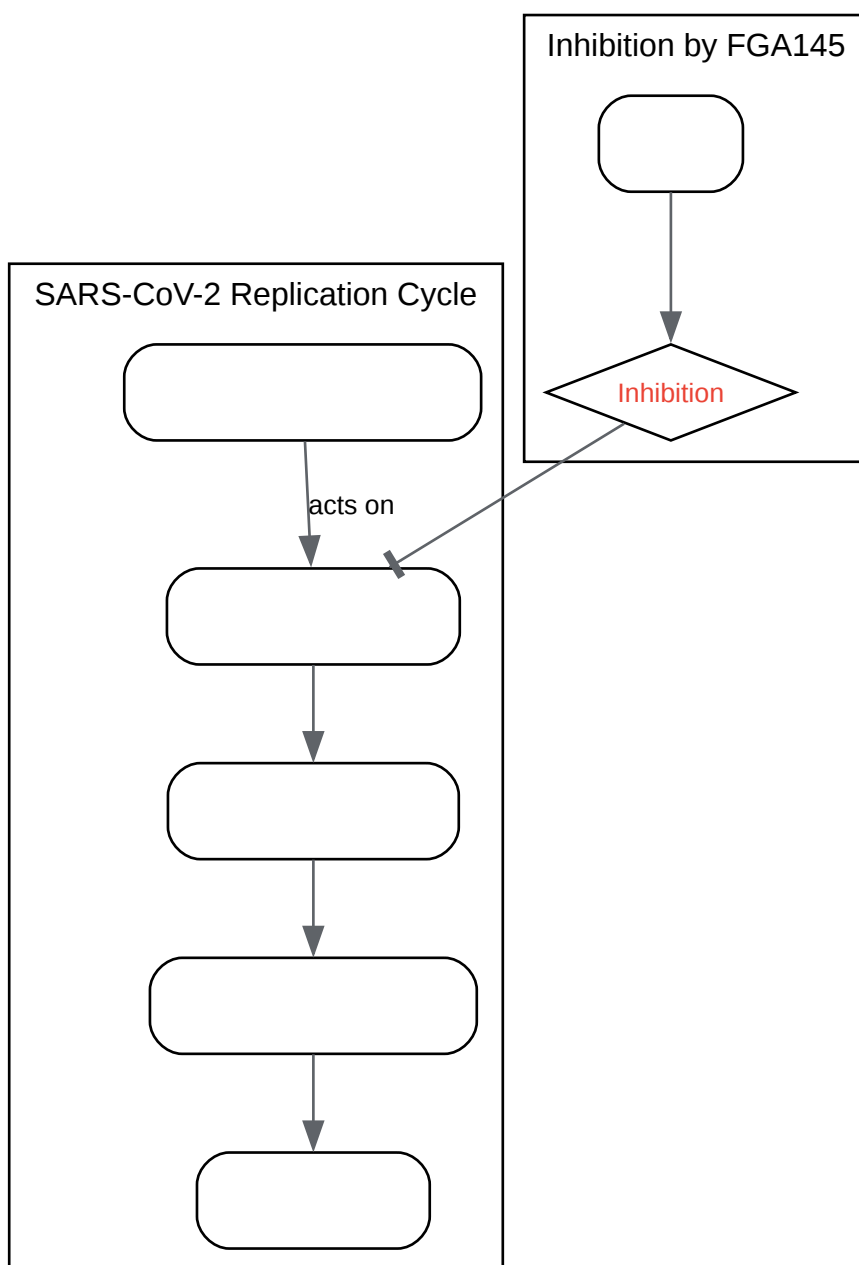 Inhibition by FGA145
SARS-CoV-2 Replication Cycle
Inhibition
acts on